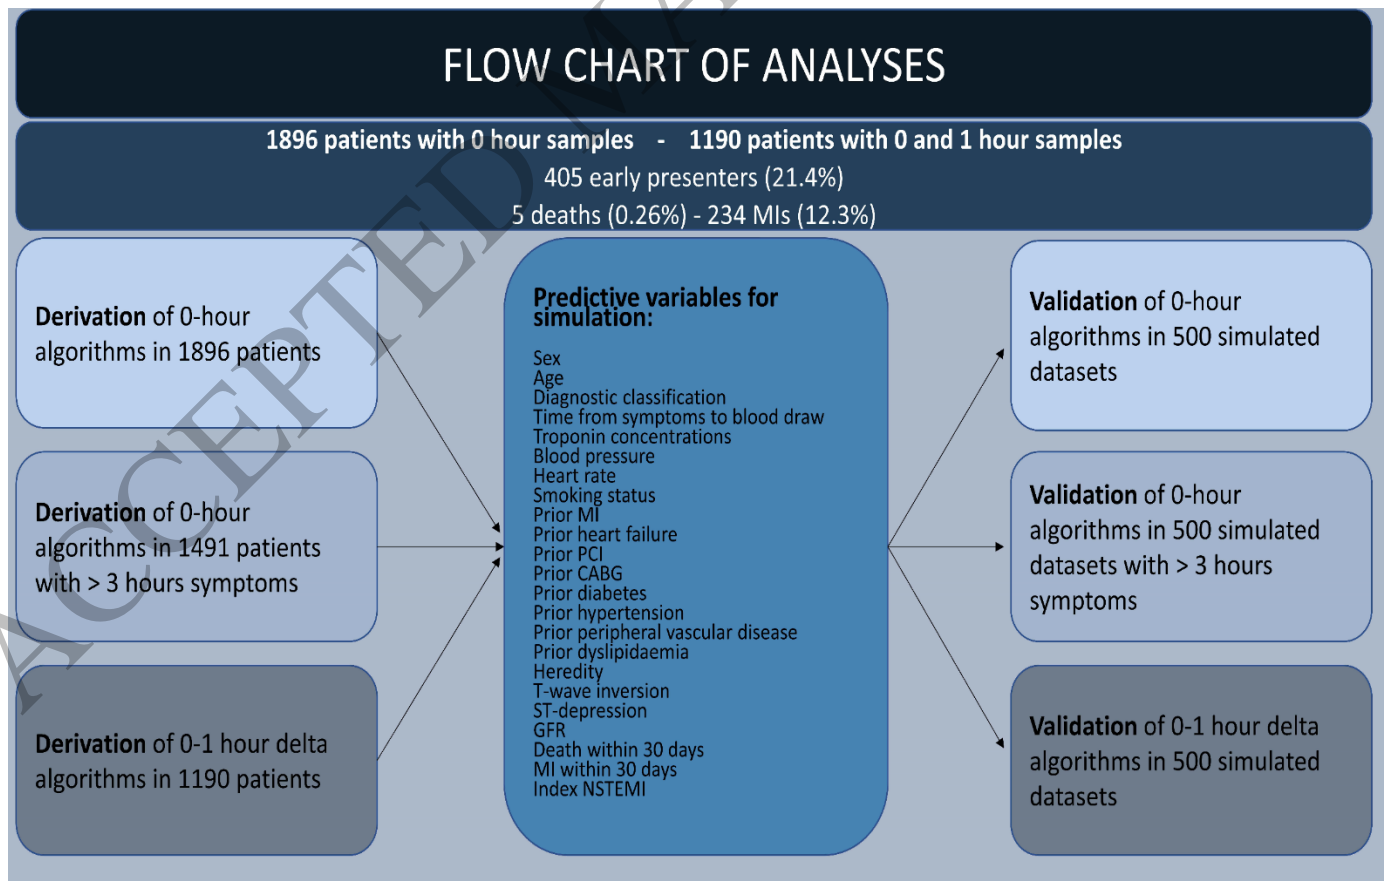 FLOW CHART OF ANALYSES
1896 patients with 0 hour samples - 1190 patients with 0 and 1 hour samples
405 early presenters (21.4%)
5 deaths (0.26%) - 234 MIs (12.3%)
Derivation of 0-hour
algorithms in 1896 patients
Derivation of 0-hour
algorithms in 1491 patients
with > 3 hours symptoms
Derivation of 0-1 hour delta
algorithms in 1190 patients
Predictive variables for
simulation:
Sex
Age
Diagnostic classification
Time from symptoms to blood draw
Troponin concentrations
Blood pressure
Heart rate
Smoking status
Prior MI
Prior heart failure
Prior PCI
Prior CABG
Prior diabetes
Prior hypertension
Prior peripheral vascular disease
Prior dyslipidaemia
Heredity
T-wave inversion
ST-depression
GFR
Death within 30 days
MI within 30 days
Index NSTEMI
Validation of 0-hour
algorithms in 500 simulated
datasets
Validation of 0-hour
algorithms in 500 simulated
datasets with > 3 hours
symptoms
Validation of 0-1 hour delta
algorithms in 500 simulated
datasets
ACCEPTED MA